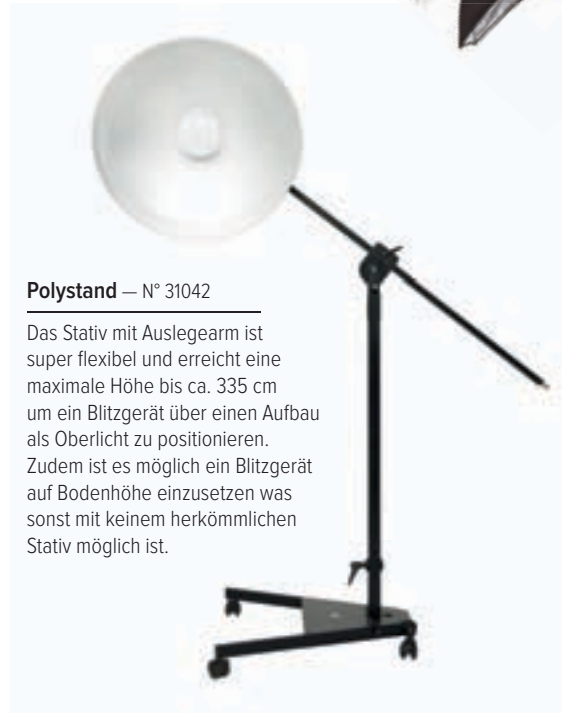 Polystand — N° 31042
Das Stativ mit Auslegearm ist
super flexibel und erreicht eine
maximale Höhe bis ca. 335 cm
um ein Blitzgerät über einen Aufbau
als Oberlicht zu positionieren.
Zudem ist es möglich ein Blitzgerät
auf Bodenhöhe einzusetzen was
sonst mit keinem herkömmlichen
Stativ möglich ist.